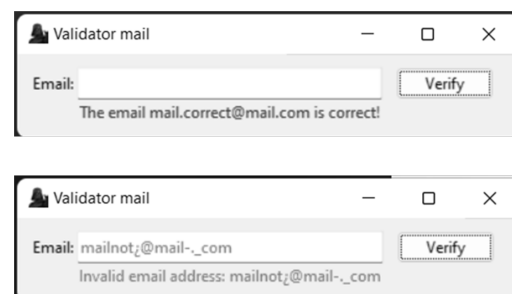 Validator mail
Email: Verify
The email mail.correct@mail.com is correct!
Validator mail
Email: mailnot¿@mail-._com Verify
Invalid email address: mailnot¿@mail-._com